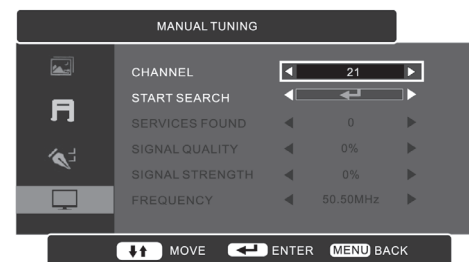 MANUAL TUNING
CHANNEL 21
START SEARCH
SERVICES FOUND 0
SIGNAL QUALITY 0%
SIGNAL STRENGTH 0%
FREQUENCY 50.50MHz
MOVE ENTER MENU BACK